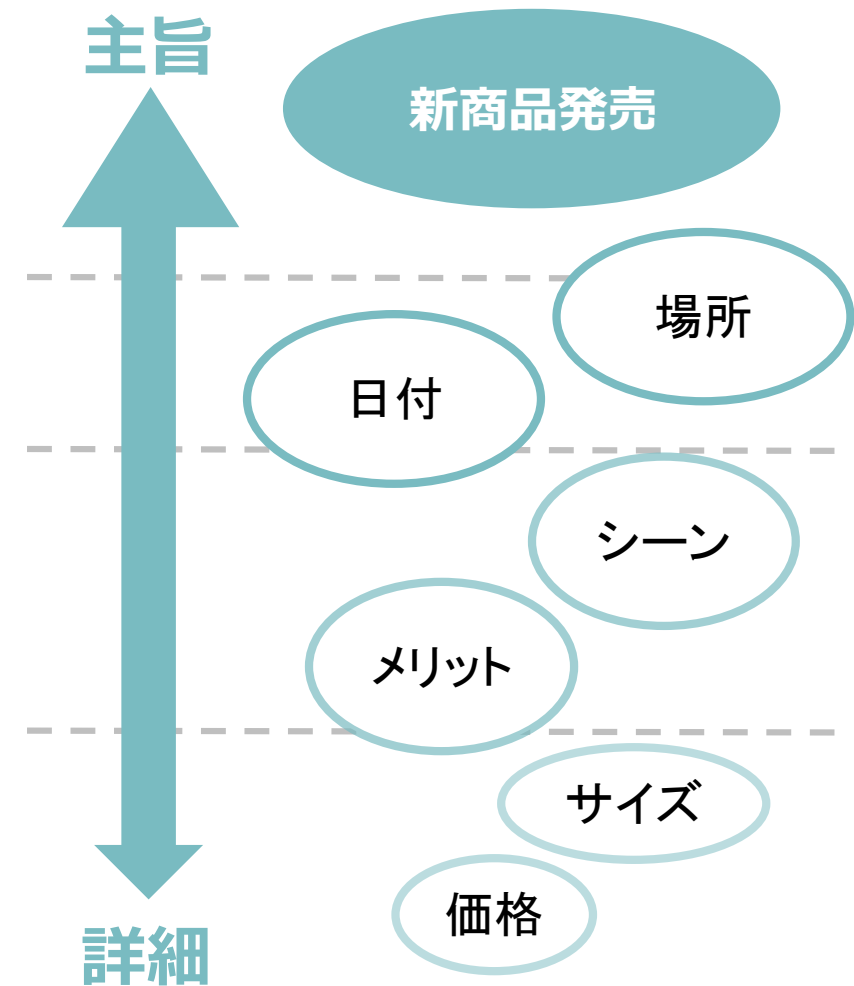 主旨
新商品発売
場所
日付
シーン
メリット
サイズ
価格
詳細